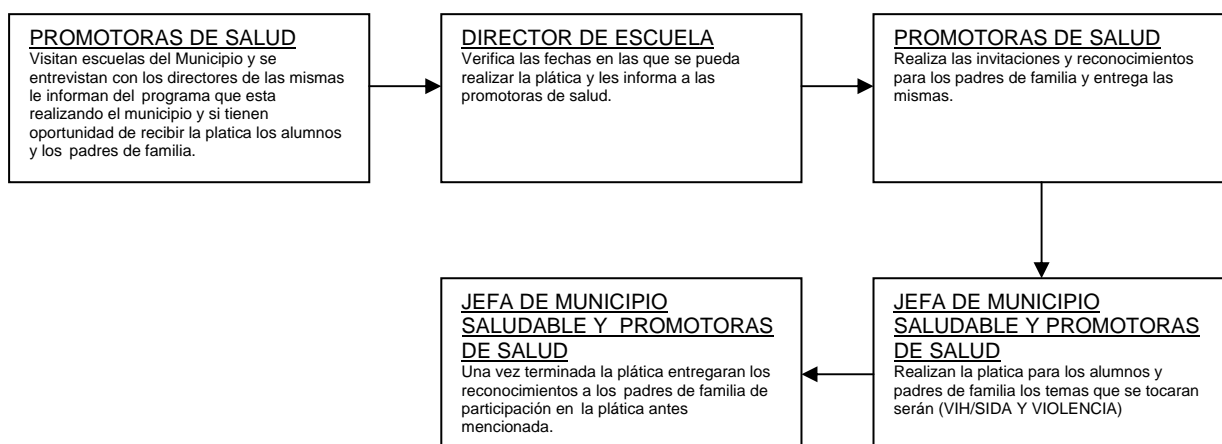 PROMOTORAS DE SALUD
Visitan escuelas del Municipio y se
entrevistan con los directores de las mismas
le informan del programa que esta
realizando el municipio y si tienen
oportunidad de recibir la platica los alumnos
y los padres de familia.
DIRECTOR DE ESCUELA
Verifica las fechas en las que se pueda
realizar la plática y les informa a las
promotoras de salud.
PROMOTORAS DE SALUD
Realiza las invitaciones y reconocimientos
para los padres de familia y entrega las
mismas.
JEFA DE MUNICIPIO
SALUDABLE Y PROMOTORAS
DE SALUD
Realizan la platica para los alumnos y
padres de familia los temas que se tocaran
serán (VIH/SIDA Y VIOLENCIA)
JEFA DE MUNICIPIO
SALUDABLE Y PROMOTORAS
DE SALUD
Una vez terminada la plática entregaran los
reconocimientos a los padres de familia de
participación en la plática antes
mencionada.